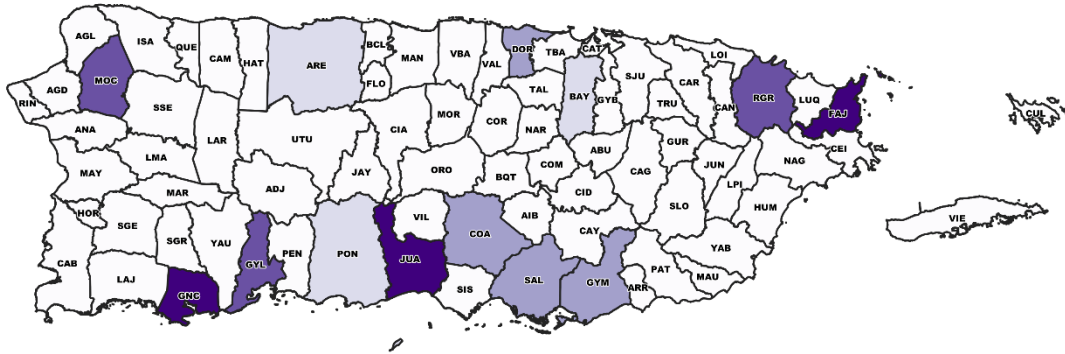 AGL
ISA
QUE
CAM
HAT
ARE
BCL
FLO
MAN
VBA
VAL
DOR
TBA
CAT
LOI
MOC
RIN
AGD
SSE
TAL
BAY
GYB
SJU
CAR
TRU
CAN
RGR
LUQ
FAJ
CUL
ANA
LAR
UTU
CIA
MOR
COR
NAR
ABU
GUR
CEI
LMA
MAY
MAR
ADJ
JAY
ORO
BQT
COM
CID
CAG
JUN
NAG
LPI
HOR
SGE
SGR
YAU
GYL
PEN
PON
VIL
JUA
COA
AIB
CAY
SLO
HUM
YAB
VIE
CAB
LAJ
GNC
SIS
SAL
GYM
ARR
PAT
MAU